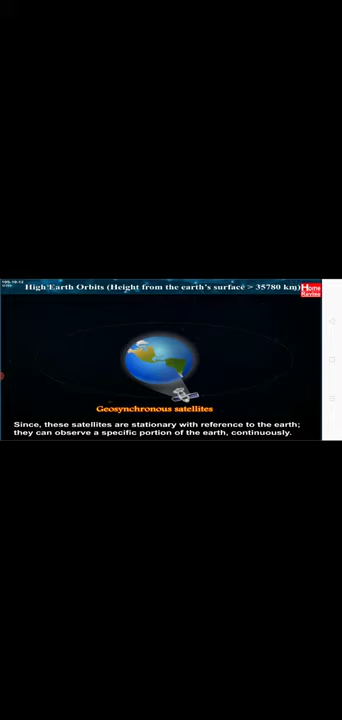 High Earth Orbits (Height from the earth's surface > 35780 km)
Home
Revise
Geosynchronous satellites
Since, these satellites are stationary with reference to the earth;
they can observe a specific portion of the earth, continuously.